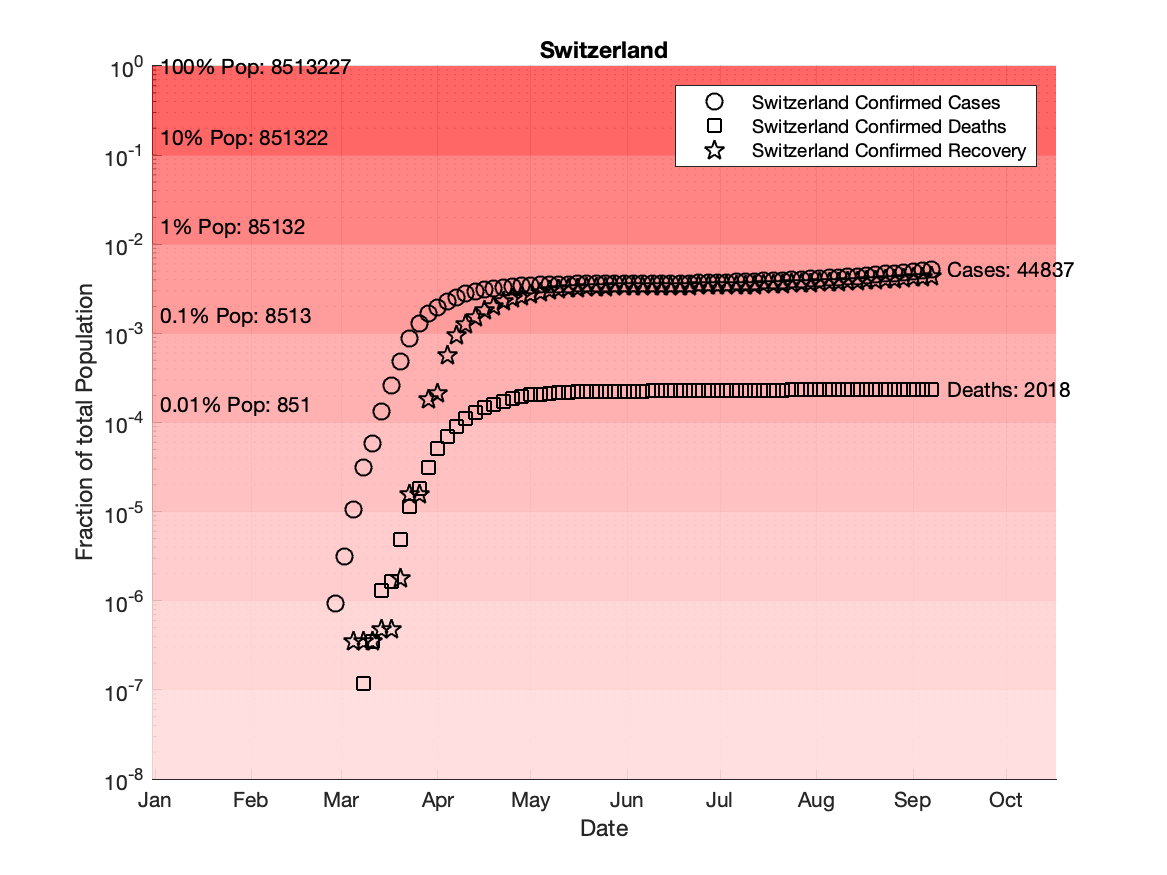 Switzerland
10^0
100% Pop: 8513227
Switzerland Confirmed Cases
Switzerland Confirmed Deaths
Switzerland Confirmed Recovery
10% Pop: 851322
10^-1
1% Pop: 85132
10^-2
Cases: 44837
0.1% Pop: 8513
10^-3
Deaths: 2018
0.01% Pop: 851
10^-4
10^-5
10^-6
10^-7
10^-8
Fraction of total Population
Jan Feb Mar Apr May Jun Jul Aug Sep Oct
Date